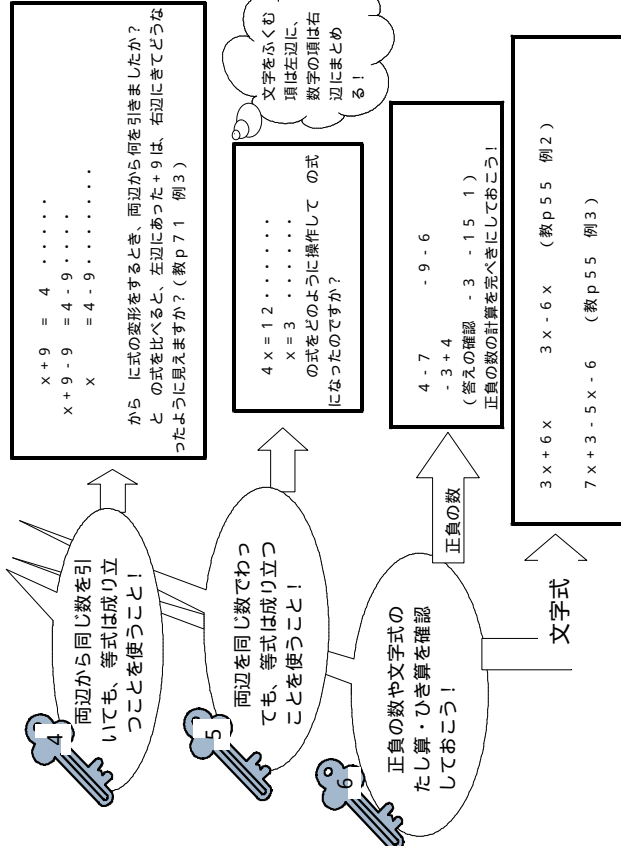 4
両辺から同じ数を引
いても、等式は成り立
つことを使うこと！
x＋9 ＝ 4 ・・・・・
x＋9－9 ＝4－9・・・・
x ＝4－9・・・・・・・
から に式の変形をするとき、両辺から何を引きましたか？
と の式を比べると、左辺にあった＋9は、右辺にきてどうな
ったように見えますか？（教p71 例3）
5
両辺を同じ数でわっ
ても、等式は成り立つ
ことを使うこと！
4x＝12・・・・・・
x＝3 ・・・・・・
の式をどのように操作して の式
になったのですか？
文字をふくむ
項は左辺に、
数字の項は右
辺にまとめ
る！
6
正負の数や文字式の
たし算・ひき算を確認
しておこう！
正負の数
4－7 －9－6
－3＋4
（答えの確認 －3 －15 1）
正負の数の計算を完ぺきにしておこう！
文字式
3x＋6x 3x－6x （教p55 例2）
7x＋3－5x－6 （教p55 例3）